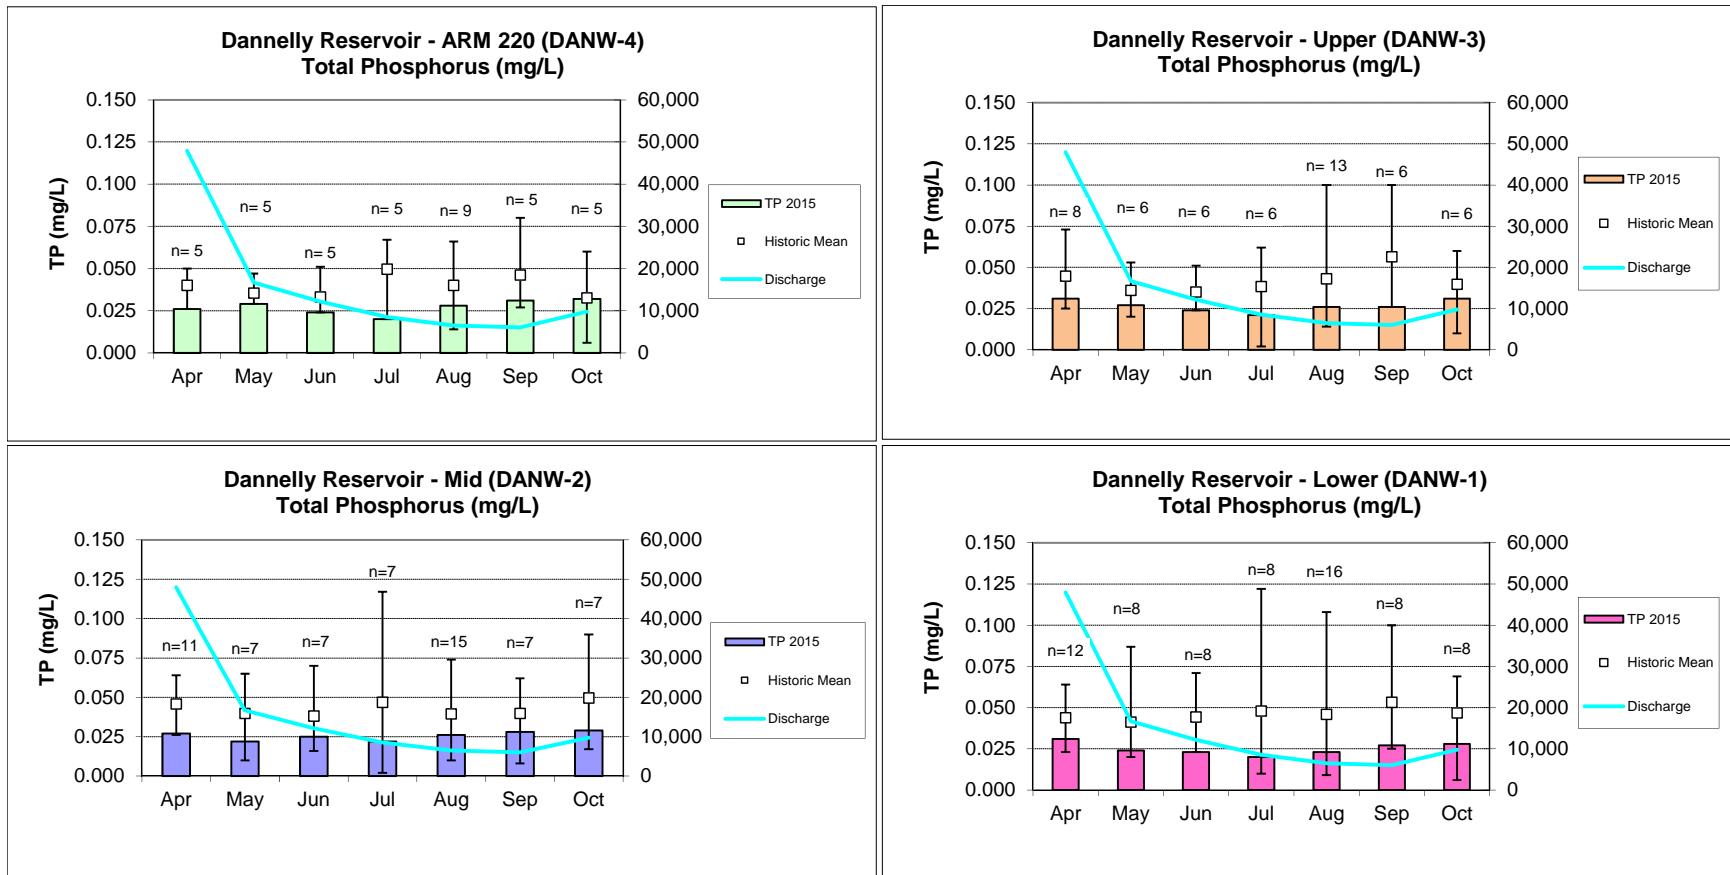 Dannelly Reservoir - ARM 220 (DANW-4)
Total Phosphorus (mg/L)
0.150
0.125
0.100
0.075
0.050
0.025
0.000
TP (mg/L)
60,000
50,000
40,000
30,000
20,000
10,000
0
n= 5
n= 5
n= 5
n= 5
n= 9
n= 5
n= 5
Apr May Jun Jul Aug Sep Oct
TP 2015
Historic Mean
Discharge
Dannelly Reservoir - Upper (DANW-3)
Total Phosphorus (mg/L)
0.150
0.125
0.100
0.075
0.050
0.025
0.000
TP (mg/L)
60,000
50,000
40,000
30,000
20,000
10,000
0
n= 8
n= 6
n= 6
n= 6
n= 13
n= 6
n= 6
Apr May Jun Jul Aug Sep Oct
TP 2015
Historic Mean
Discharge
Dannelly Reservoir - Mid (DANW-2)
Total Phosphorus (mg/L)
0.150
0.125
0.100
0.075
0.050
0.025
0.000
TP (mg/L)
60,000
50,000
40,000
30,000
20,000
10,000
0
n=11
n=7
n=7
n=7
n=15
n=7
n=7
Apr May Jun Jul Aug Sep Oct
TP 2015
Historic Mean
Discharge
Dannelly Reservoir - Lower (DANW-1)
Total Phosphorus (mg/L)
0.150
0.125
0.100
0.075
0.050
0.025
0.000
TP (mg/L)
60,000
50,000
40,000
30,000
20,000
10,000
0
n=12
n=8
n=8
n=8
n=16
n=8
n=8
Apr May Jun Jul Aug Sep Oct
TP 2015
Historic Mean
Discharge